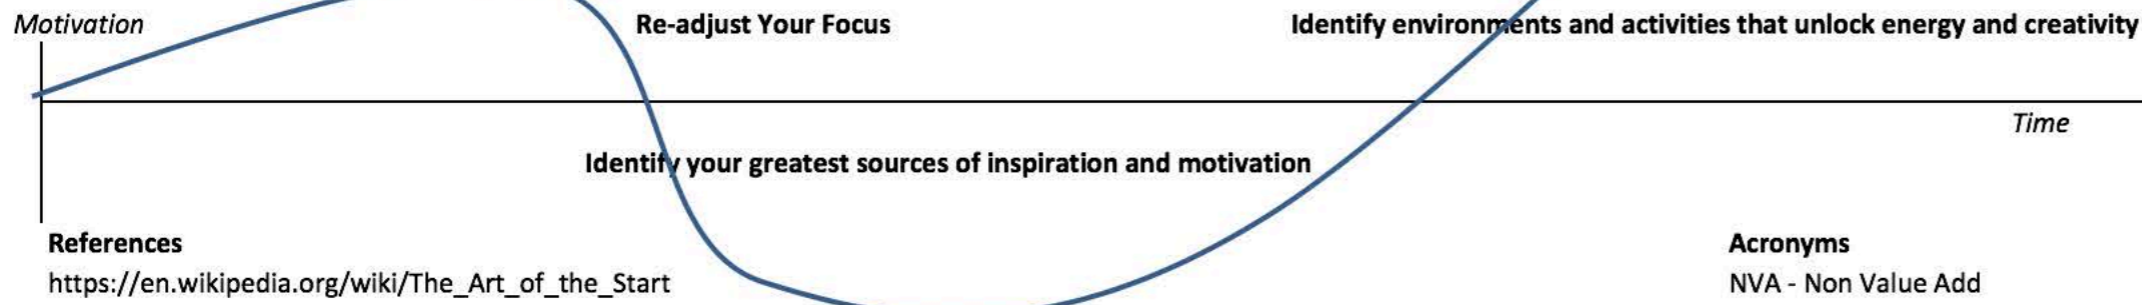 Motivation
Re-adjust Your Focus
Identify environments and activities that unlock energy and creativity
Time
Identify your greatest sources of inspiration and motivation
References
https://en.wikipedia.org/wiki/The_Art_of_the_Start
Acronyms
NVA - Non Value Add